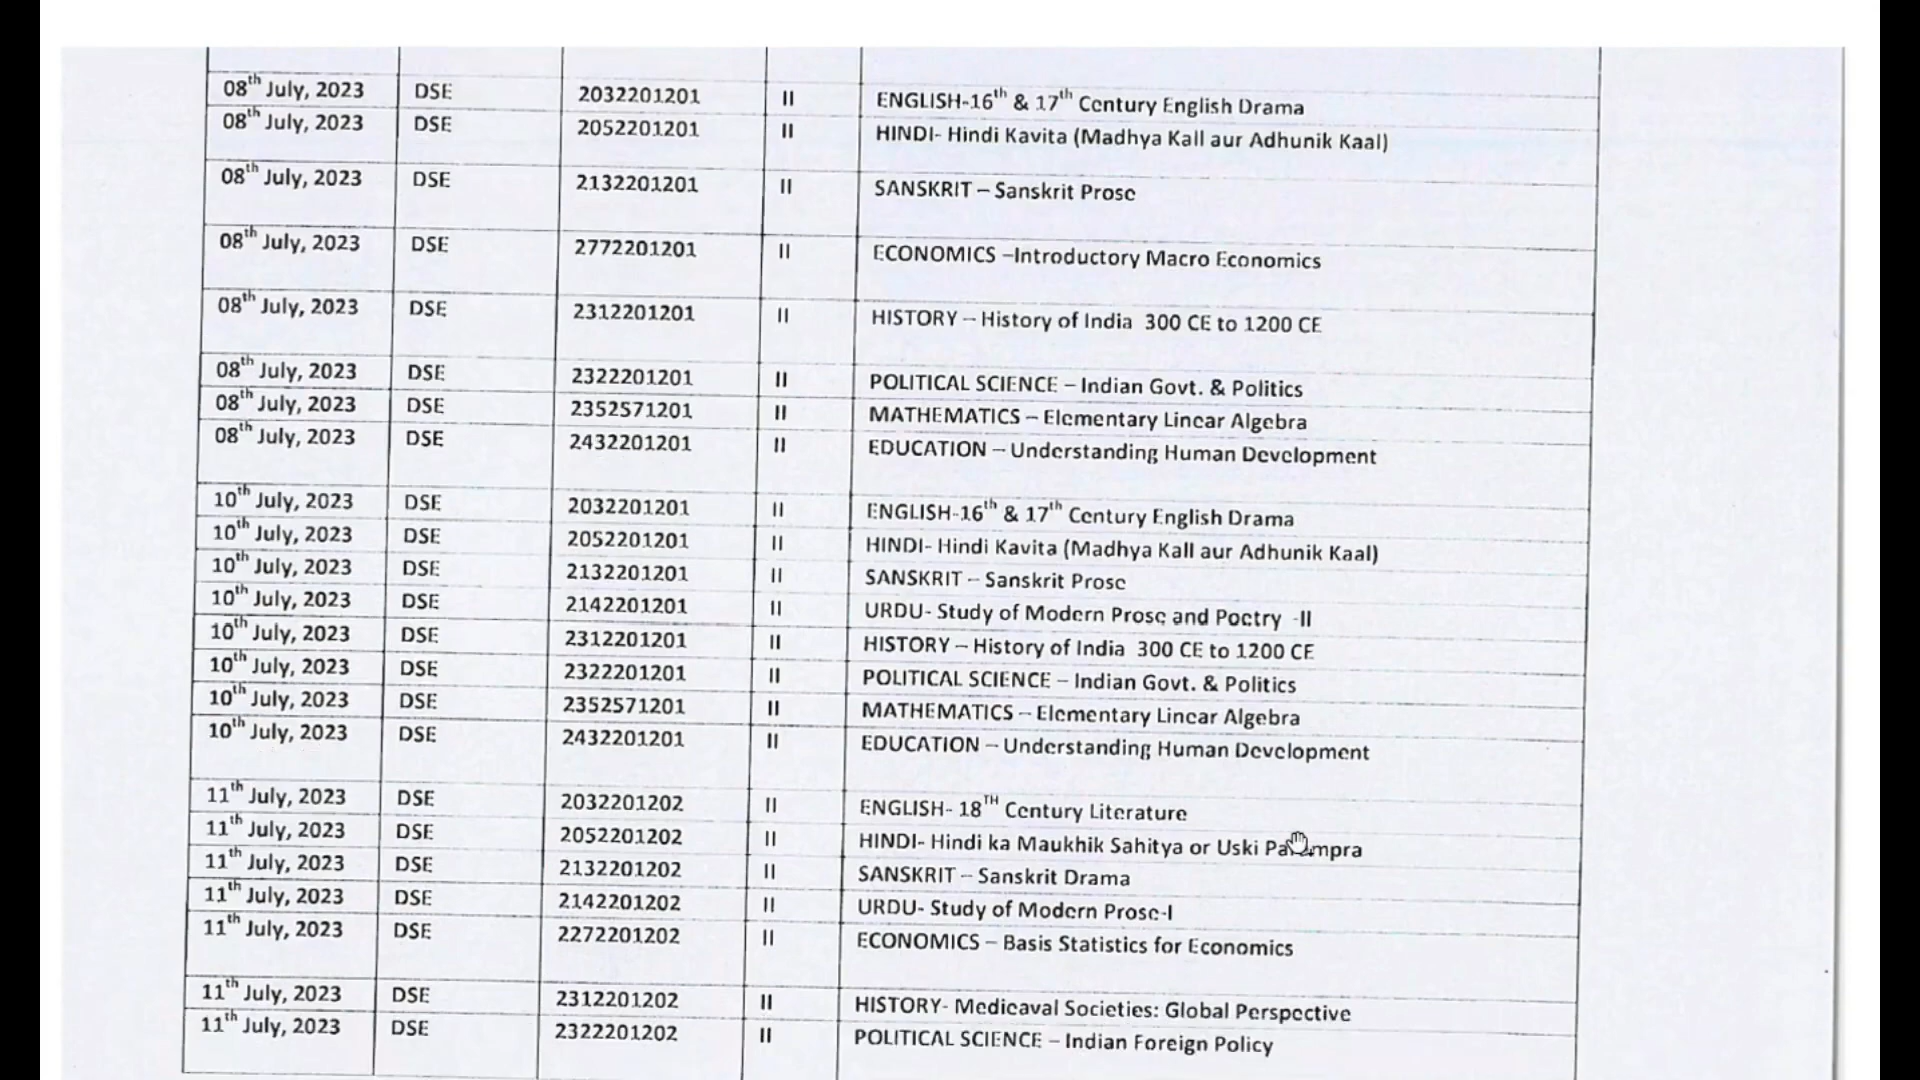 08th July, 2023 DSE 2032201201 II ENGLISH-16th & 17th Century English Drama
08th July, 2023 DSE 2052201201 II HINDI- Hindi Kavita (Madhya Kall aur Adhunik Kaal)
08th July, 2023 DSE 2132201201 II SANSKRIT – Sanskrit Prose
08th July, 2023 DSE 2772201201 II ECONOMICS –Introductory Macro Economics
08th July, 2023 DSE 2312201201 II HISTORY – History of India 300 CE to 1200 CE
08th July, 2023 DSE 2322201201 II POLITICAL SCIENCE – Indian Govt. & Politics
08th July, 2023 DSE 2352571201 II MATHEMATICS – Elementary Linear Algebra
08th July, 2023 DSE 2432201201 II EDUCATION – Understanding Human Development
10th July, 2023 DSE 2032201201 II ENGLISH-16th & 17th Century English Drama
10th July, 2023 DSE 2052201201 II HINDI- Hindi Kavita (Madhya Kall aur Adhunik Kaal)
10th July, 2023 DSE 2132201201 II SANSKRIT – Sanskrit Prose
10th July, 2023 DSE 2142201201 II URDU- Study of Modern Prose and Poetry -II
10th July, 2023 DSE 2312201201 II HISTORY – History of India 300 CE to 1200 CE
10th July, 2023 DSE 2322201201 II POLITICAL SCIENCE – Indian Govt. & Politics
10th July, 2023 DSE 2352571201 II MATHEMATICS – Elementary Linear Algebra
10th July, 2023 DSE 2432201201 II EDUCATION – Understanding Human Development
11th July, 2023 DSE 2032201202 II ENGLISH- 18TH Century Literature
11th July, 2023 DSE 2052201202 II HINDI- Hindi ka Maukhik Sahitya or Uski
11th July, 2023 DSE 2132201202 II SANSKRIT – Sanskrit Drama
11th July, 2023 DSE 2142201202 II URDU- Study of Modern Prose-I
11th July, 2023 DSE 2272201202 II ECONOMICS – Basis Statistics for Economics
11th July, 2023 DSE 2312201202 II HISTORY- Medieaval Societies: Global Perspective
11th July, 2023 DSE 2322201202 II POLITICAL SCIENCE – Indian Foreign Policy